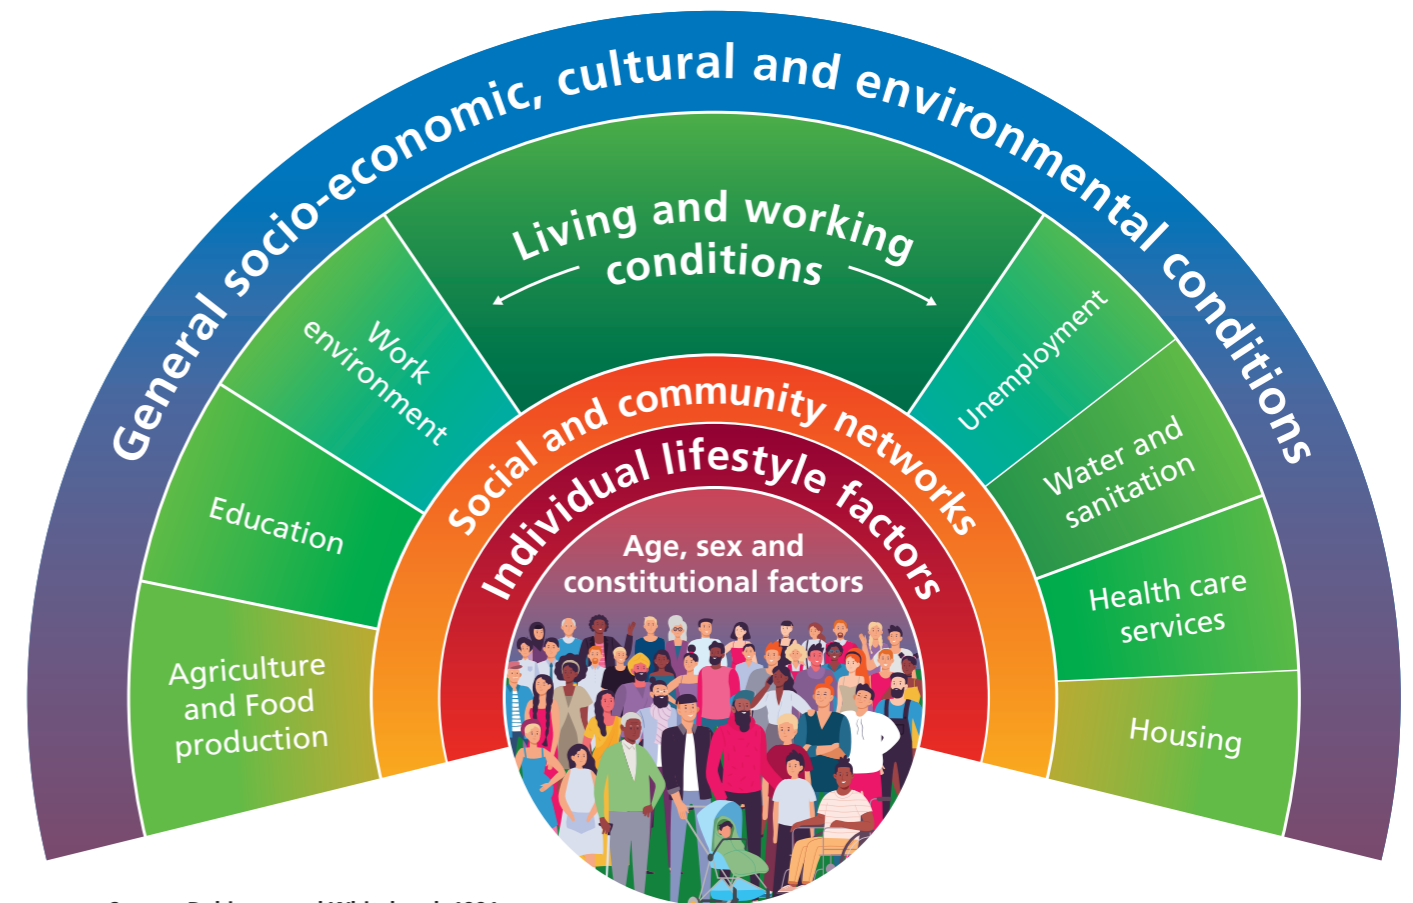 General socio-economic, cultural and environmental conditions
Living and working
conditions
Work
environment
Education
Agriculture
and Food
production
Unemployment
Water and
sanitation
Health care
services
Housing
Social and community networks
Individual lifestyle factors
Age, sex and
constitutional factors